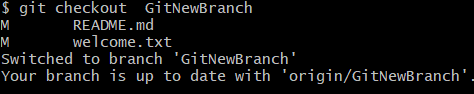 $ git checkout  GitNewBranch
M       README.md
M       welcome.txt
Switched to branch 'GitNewBranch'
Your branch is up to date with 'origin/GitNewBranch'.